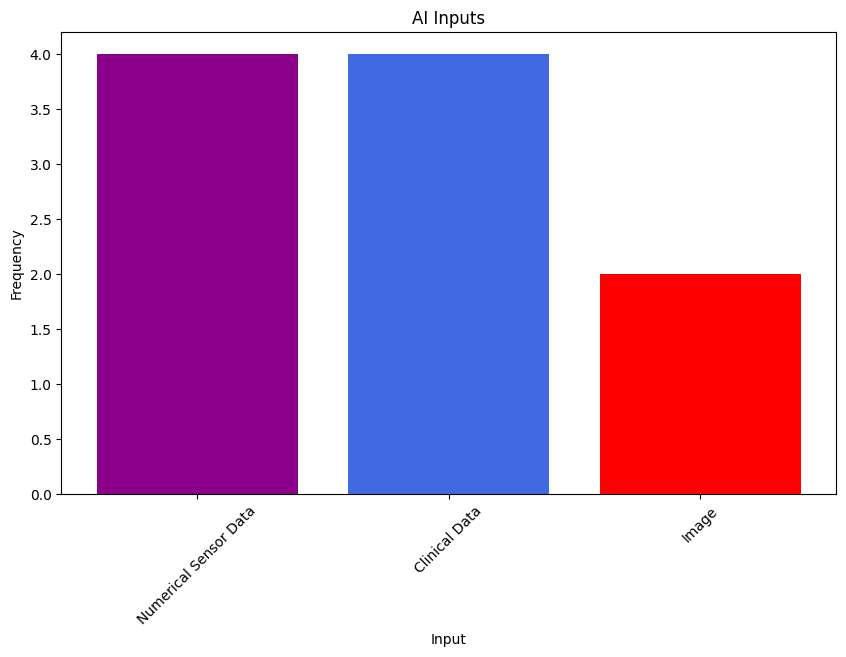 AI Inputs
Frequency
4.0
3.5
3.0
2.5
2.0
1.5
1.0
0.5
0.0
Numerical Sensor Data
Clinical Data
Image
Input